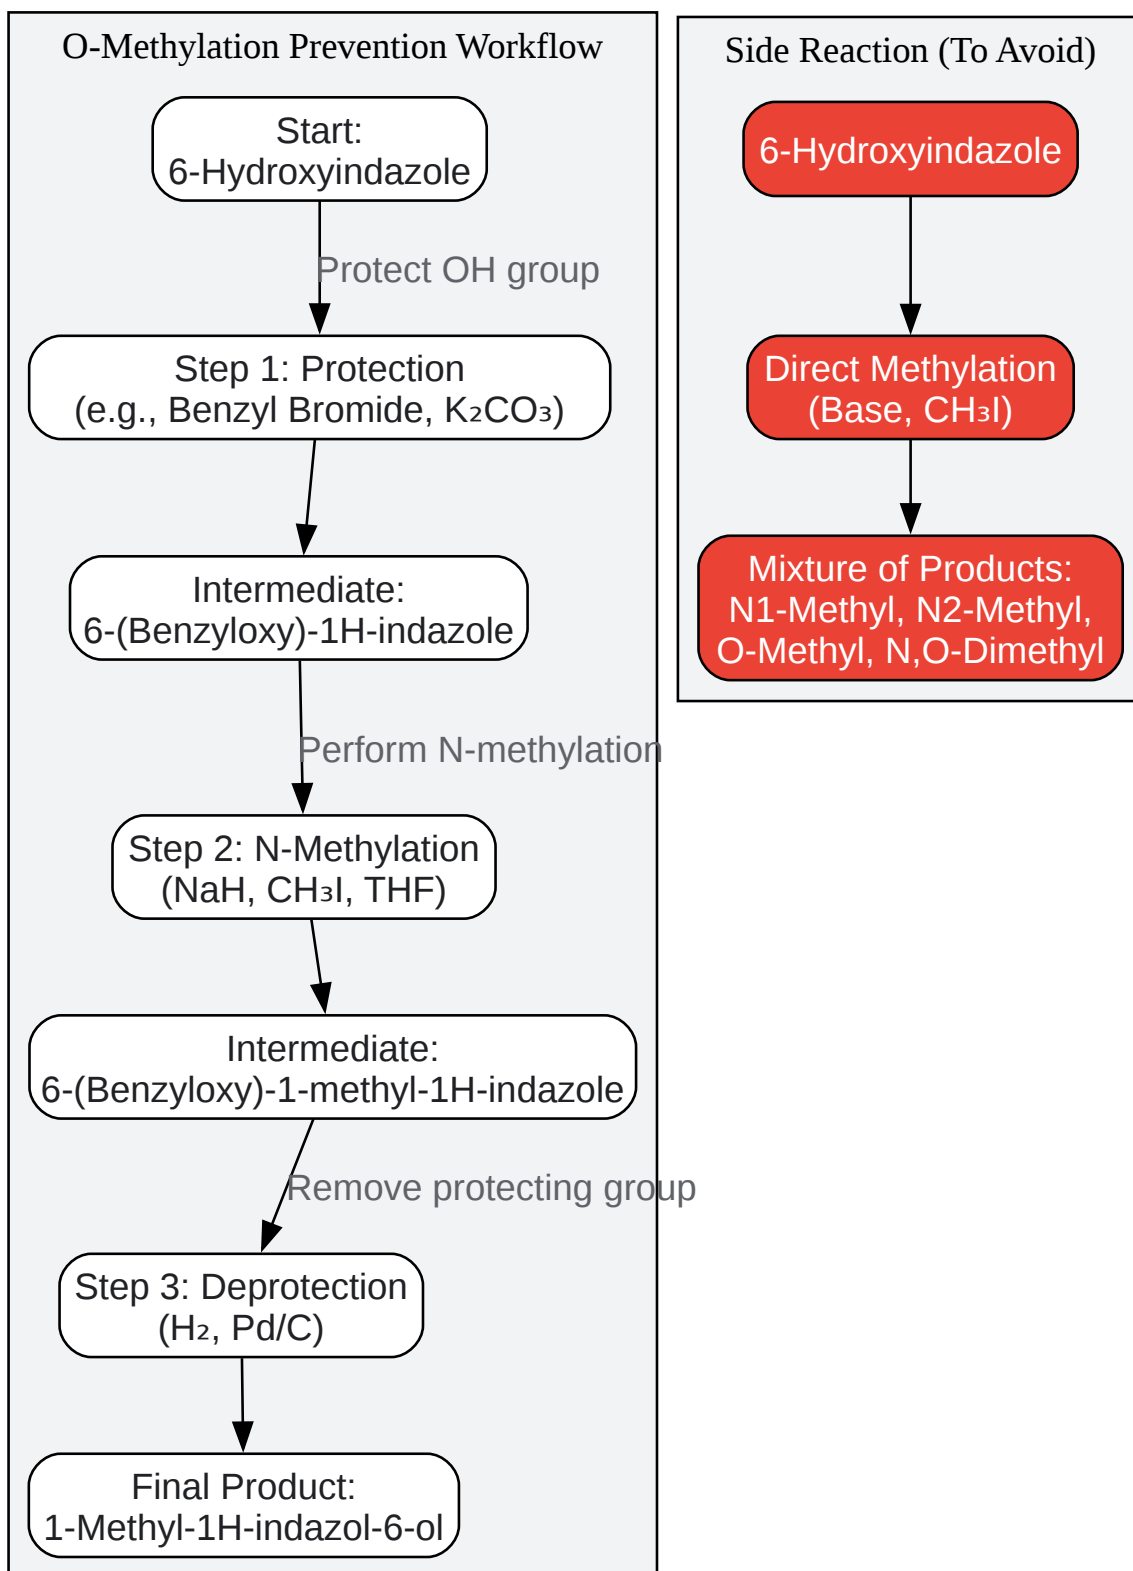 O-Methylation Prevention Workflow
Start:
6-Hydroxyindazole
Protect OH group
Step 1: Protection
(e.g., Benzyl Bromide, K₂CO₃)
Intermediate:
6-(Benzyloxy)-1H-indazole
Perform N-methylation
Step 2: N-Methylation
(NaH, CH₃I, THF)
Intermediate:
6-(Benzyloxy)-1-methyl-1H-indazole
Remove protecting group
Step 3: Deprotection
(H₂, Pd/C)
Final Product:
1-Methyl-1H-indazol-6-ol
Side Reaction (To Avoid)
6-Hydroxyindazole
Direct Methylation
(Base, CH₃I)
Mixture of Products:
N1-Methyl, N2-Methyl,
O-Methyl, N,O-Dimethyl